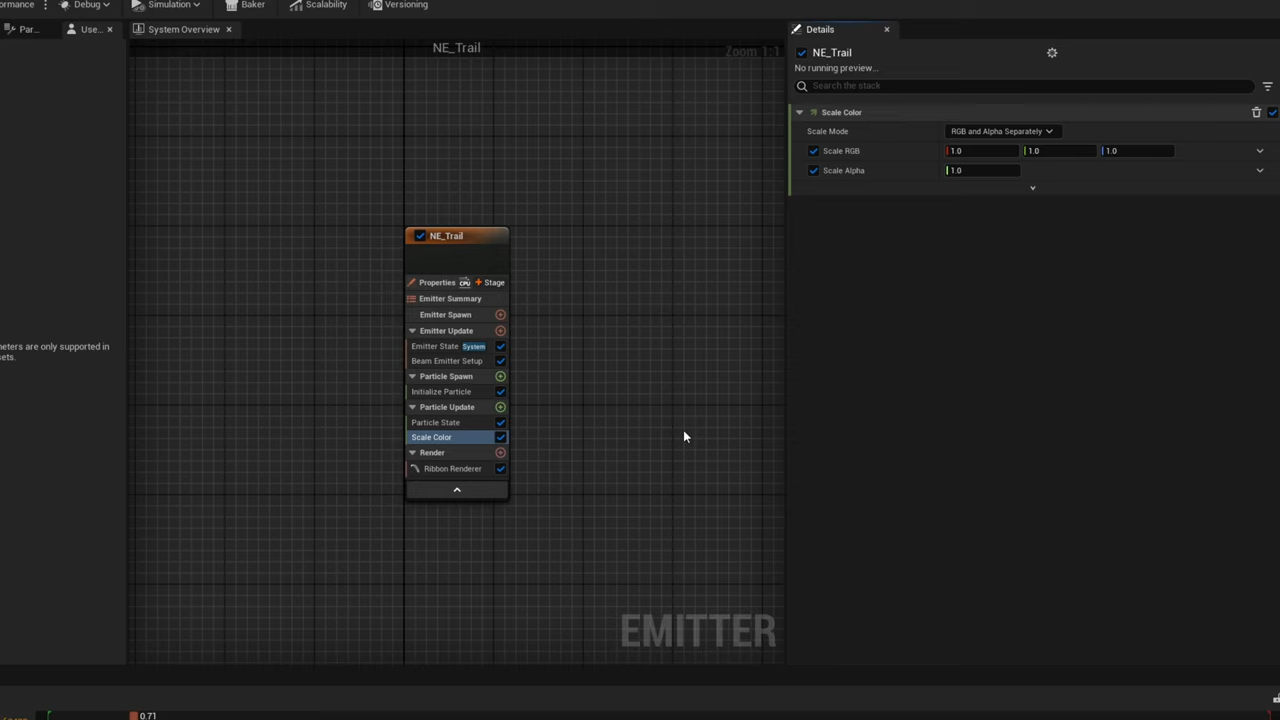 ormance Debug Simulation Baker Scalability Versioning
Par... Use... System Overview Details
NE_Trail
Zoom 1:1
NE_Trail
No running preview...
Search the stack
Scale Color
Scale Mode RGB and Alpha Separately
Scale RGB 1.0 1.0 1.0
Scale Alpha 1.0
NE_Trail
Properties CPU Stage
Emitter Summary
Emitter Spawn
Emitter Update
Emitter State System
Beam Emitter Setup
Particle Spawn
Initialize Particle
Particle Update
Particle State
Scale Color
Render
Ribbon Renderer
meters are only supported in
sets.
EMITTER
0.71